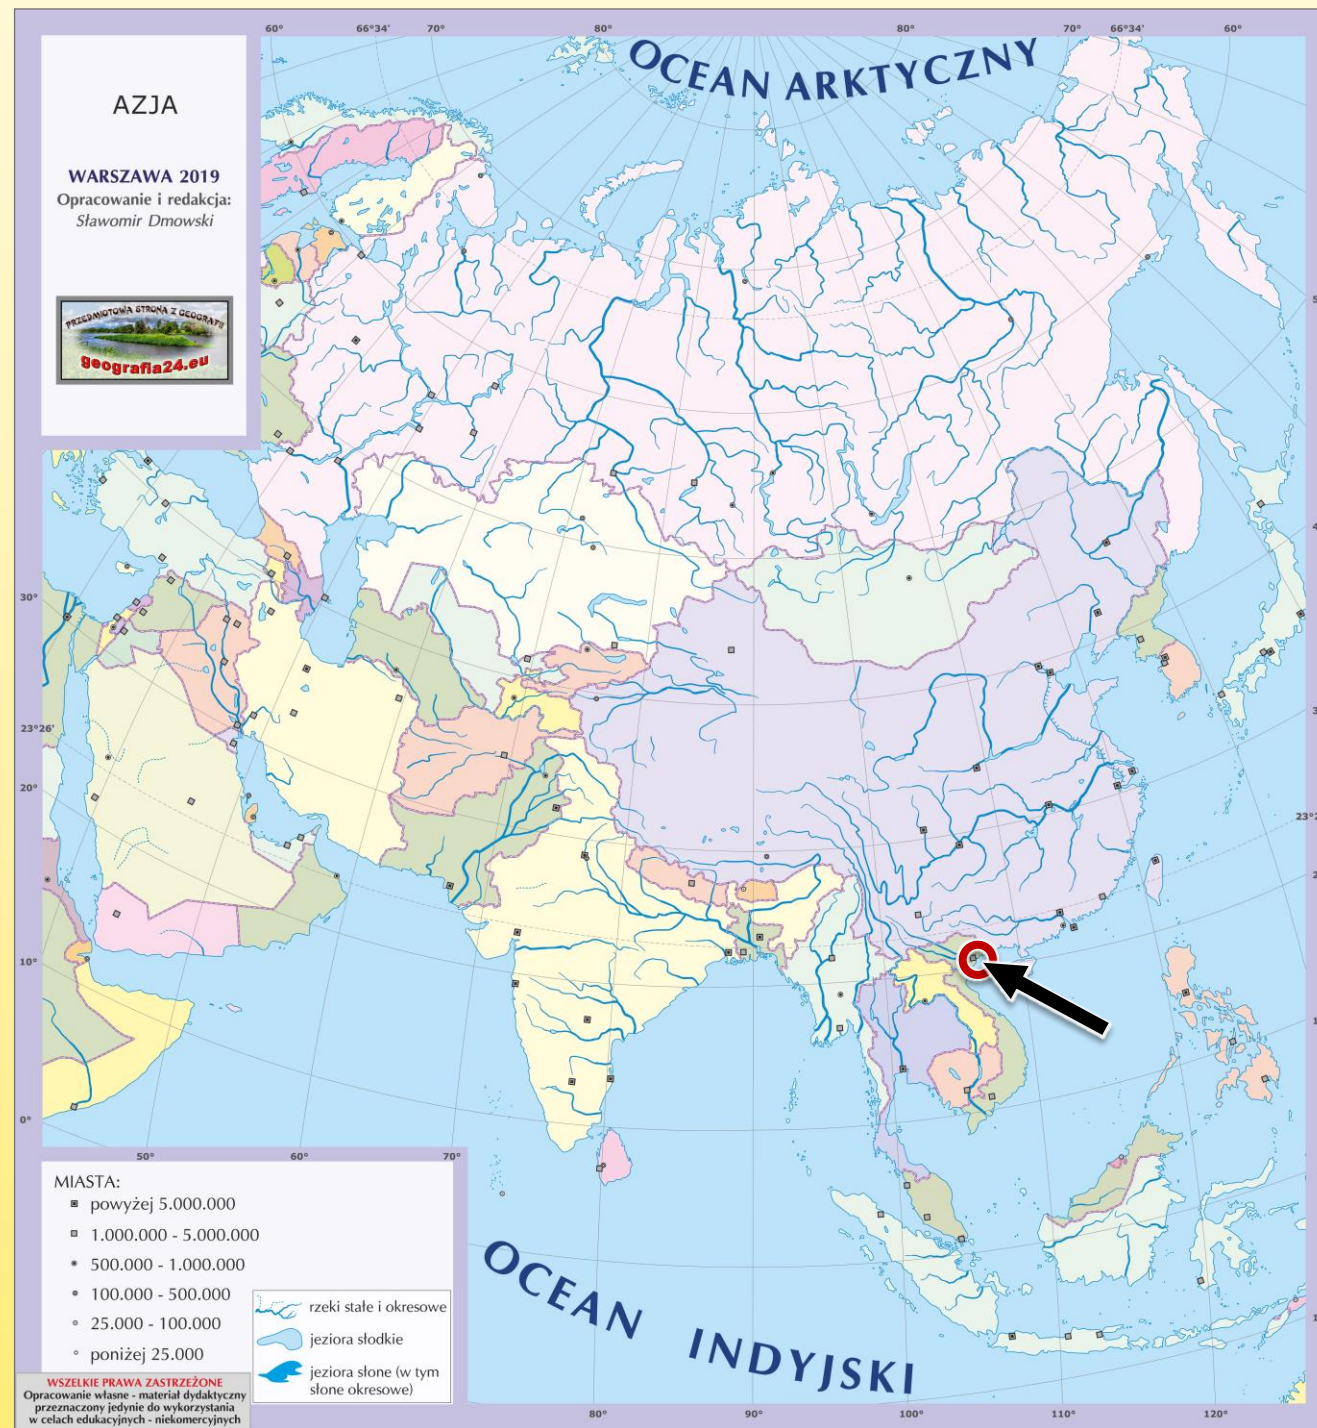 60° 66°34' 70° 80° 80° 70° 66°34' 60°
OCEAN ARKTYCZNY
AZJA
WARSZAWA 2019
Opracowanie i redakcja:
Sławomir Dmowski
PRZEDMIOTOWA STRONA Z GEOGRAFII
geografia24.eu
30°
23°26'
20°
10°
0°
50° 60° 70°
MIASTA:
powyżej 5.000.000
1.000.000 - 5.000.000
500.000 - 1.000.000
100.000 - 500.000
25.000 - 100.000
poniżej 25.000
rzeki stałe i okresowe
jeziora słodkie
jeziora słone (w tym
słone okresowe)
OCEAN INDYJSKI
WSZELKIE PRAWA ZASTRZEŻONE
Opracowanie własne - materiał dydaktyczny
przeznaczony jedynie do wykorzystania
w celach edukacyjnych - niekomercyjnych
80° 90° 100° 110° 120°